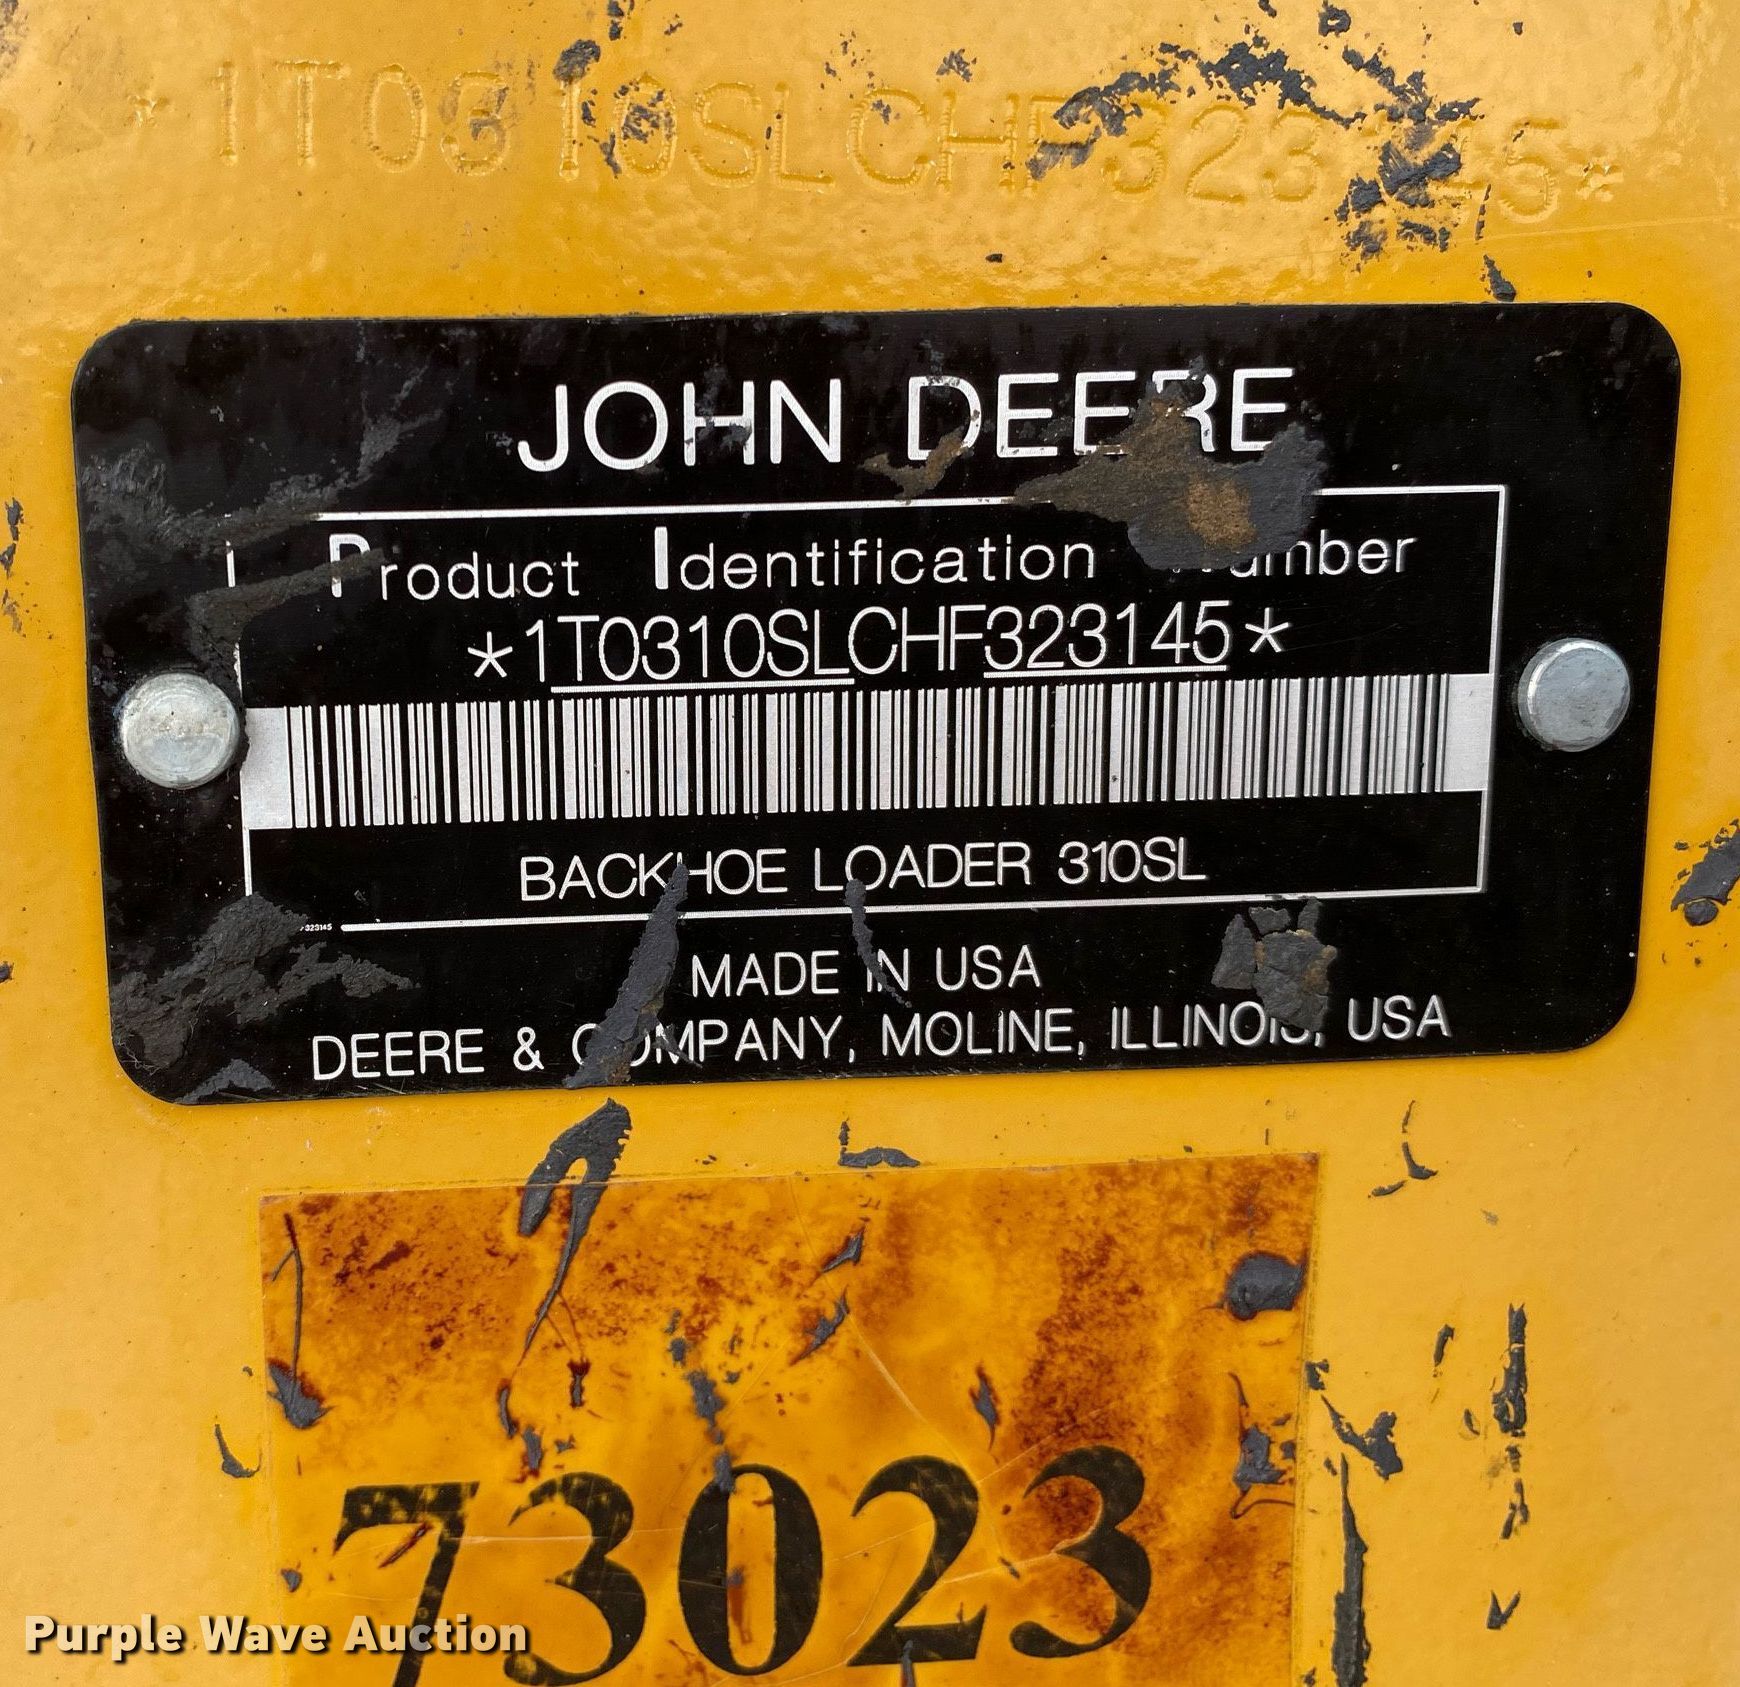 *1T0310SLCHF323145*
JOHN DEERE
Product Identification Number
*1T0310SLCHF323145*
BACKHOE LOADER 310SL
323145
MADE IN USA
DEERE & COMPANY, MOLINE, ILLINOIS, USA
73023
Purple Wave Auction